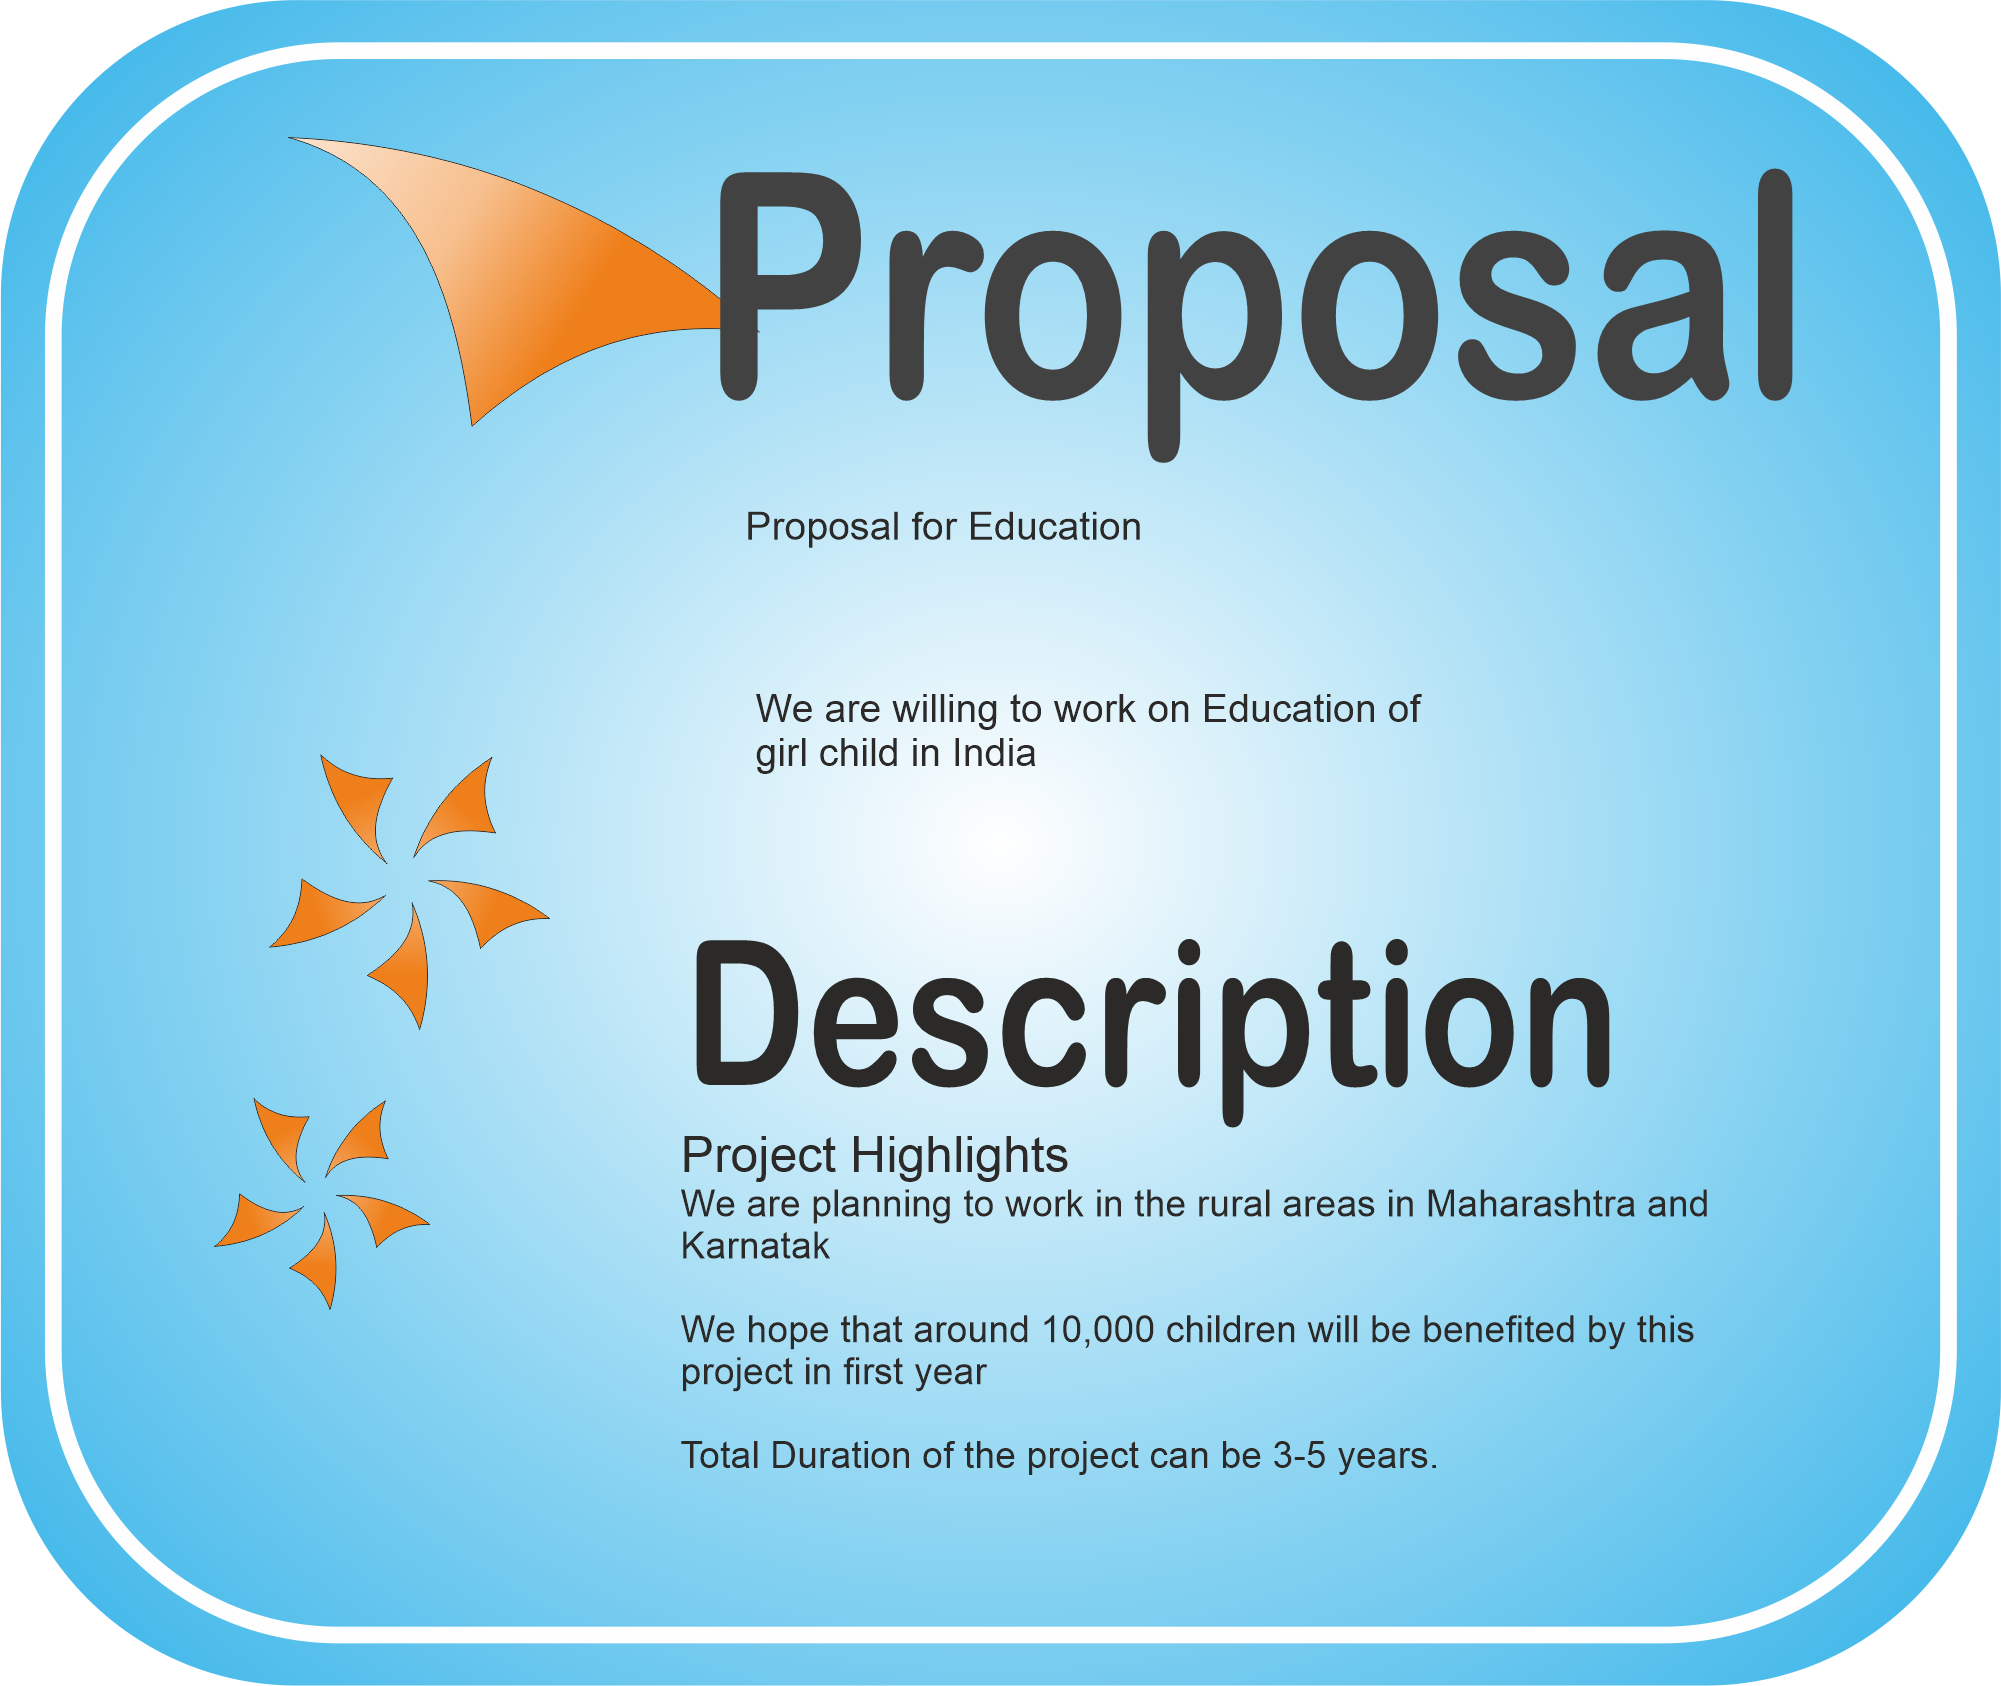 Proposal
Proposal for Education
We are willing to work on Education of
girl child in India
Description
Project Highlights
We are planning to work in the rural areas in Maharashtra and
Karnatak
We hope that around 10,000 children will be benefited by this
project in first year
Total Duration of the project can be 3-5 years.